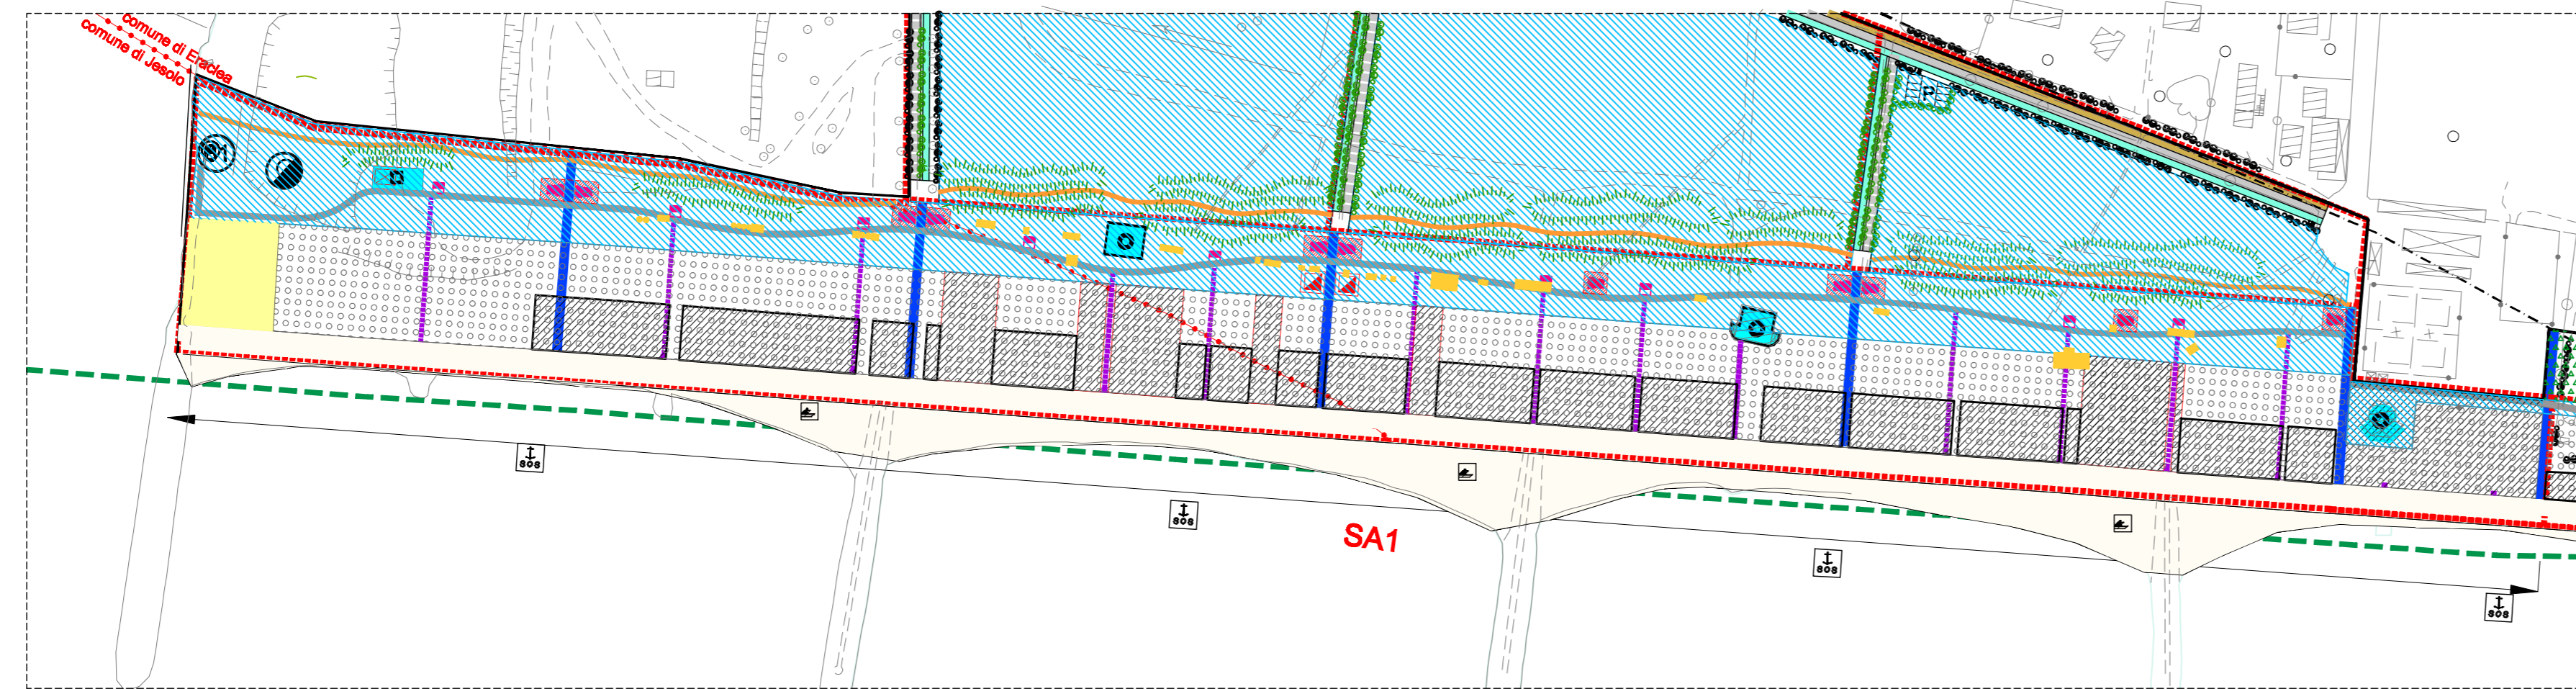 comune di Eraclea
comune di Jesolo
P
SOS
SOS
SA1
SOS
SOS